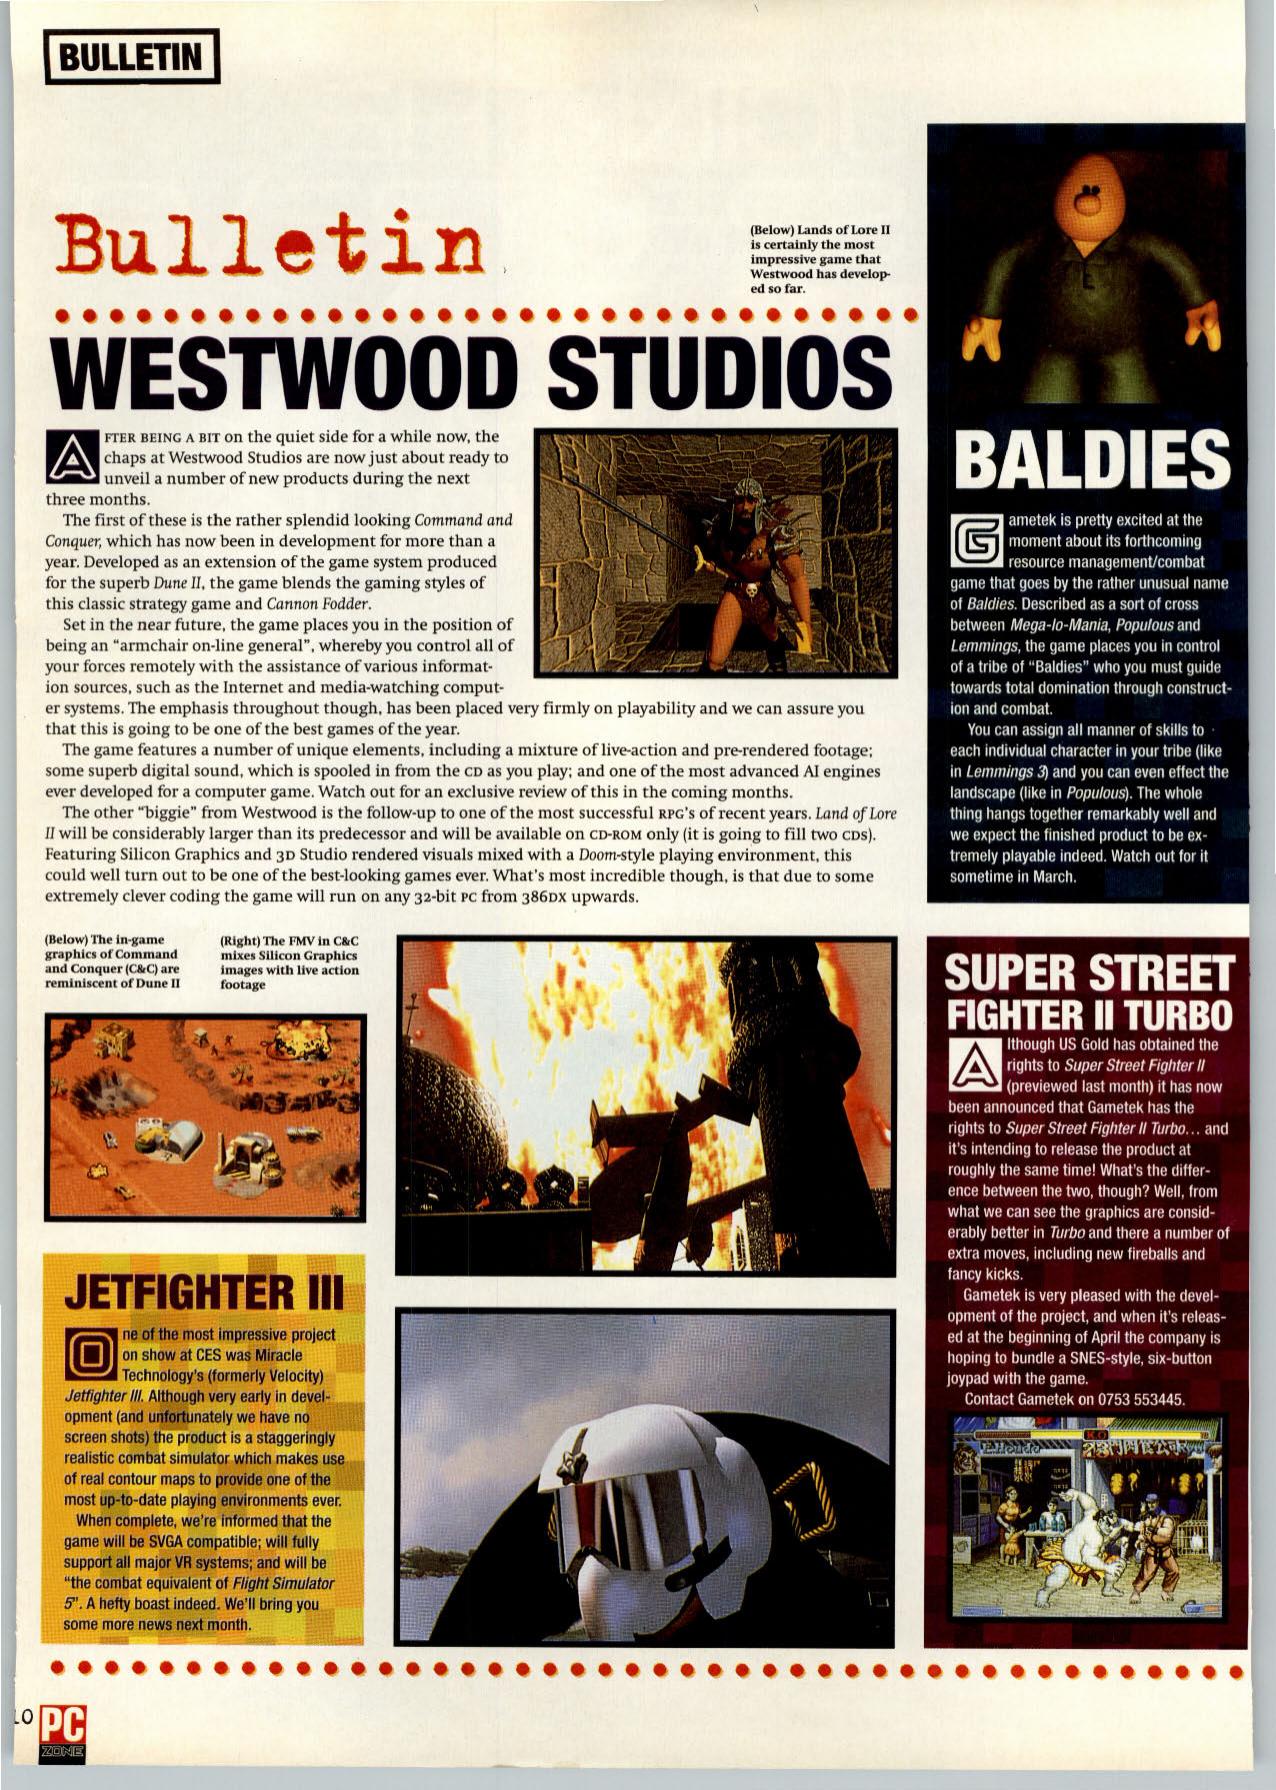 BULLETIN
Bulletin
(Below) Lands of Lore II
is certainly the most
impressive game that
Westwood has develop-
ed so far.
WESTWOOD STUDIOS
AFTER BEING A BIT on the quiet side for a while now, the
chaps at Westwood Studios are now just about ready to
unveil a number of new products during the next
three months.
The first of these is the rather splendid looking Command and
Conquer, which has now been in development for more than a
year. Developed as an extension of the game system produced
for the superb Dune II, the game blends the gaming styles of
this classic strategy game and Cannon Fodder.
Set in the near future, the game places you in the position of
being an "armchair on-line general", whereby you control all of
your forces remotely with the assistance of various informat-
ion sources, such as the Internet and media-watching comput-
er systems. The emphasis throughout though, has been placed very firmly on playability and we can assure you
that this is going to be one of the best games of the year.
The game features a number of unique elements, including a mixture of live-action and pre-rendered footage;
some superb digital sound, which is spooled in from the CD as you play; and one of the most advanced AI engines
ever developed for a computer game. Watch out for an exclusive review of this in the coming months.
The other "biggie" from Westwood is the follow-up to one of the most successful RPG's of recent years. Land of Lore
II will be considerably larger than its predecessor and will be available on CD-ROM only (it is going to fill two CDs).
Featuring Silicon Graphics and 3D Studio rendered visuals mixed with a Doom-style playing environment, this
could well turn out to be one of the best-looking games ever. What's most incredible though, is that due to some
extremely clever coding the game will run on any 32-bit PC from 386DX upwards.
(Below) The in-game
graphics of Command
and Conquer (C&C) are
reminiscent of Dune II
(Right) The FMV in C&C
mixes Silicon Graphics
images with live action
footage
JETFIGHTER III
One of the most impressive project
on show at CES was Miracle
Technology's (formerly Velocity)
Jetfighter III. Although very early in devel-
opment (and unfortunately we have no
screen shots) the product is a staggeringly
realistic combat simulator which makes use
of real contour maps to provide one of the
most up-to-date playing environments ever.
When complete, we're informed that the
game will be SVGA compatible; will fully
support all major VR systems; and will be
"the combat equivalent of Flight Simulator
5". A hefty boast indeed. We'll bring you
some more news next month.
BALDIES
Gametek is pretty excited at the
moment about its forthcoming
resource management/combat
game that goes by the rather unusual name
of Baldies. Described as a sort of cross
between Mega-lo-Mania, Populous and
Lemmings, the game places you in control
of a tribe of "Baldies" who you must guide
towards total domination through construct-
ion and combat.
You can assign all manner of skills to
each individual character in your tribe (like
in Lemmings 3) and you can even effect the
landscape (like in Populous). The whole
thing hangs together remarkably well and
we expect the finished product to be ex-
tremely playable indeed. Watch out for it
sometime in March.
SUPER STREET
FIGHTER II TURBO
Although US Gold has obtained the
rights to Super Street Fighter II
(previewed last month) it has now
been announced that Gametek has the
rights to Super Street Fighter II Turbo... and
it's intending to release the product at
roughly the same time! What's the differ-
ence between the two, though? Well, from
what we can see the graphics are consid-
erably better in Turbo and there a number of
extra moves, including new fireballs and
fancy kicks.
Gametek is very pleased with the devel-
opment of the project, and when it's releas-
ed at the beginning of April the company is
hoping to bundle a SNES-style, six-button
joypad with the game.
Contact Gametek on 0753 553445.
K.O
E.Honda
10
PC
ZONE